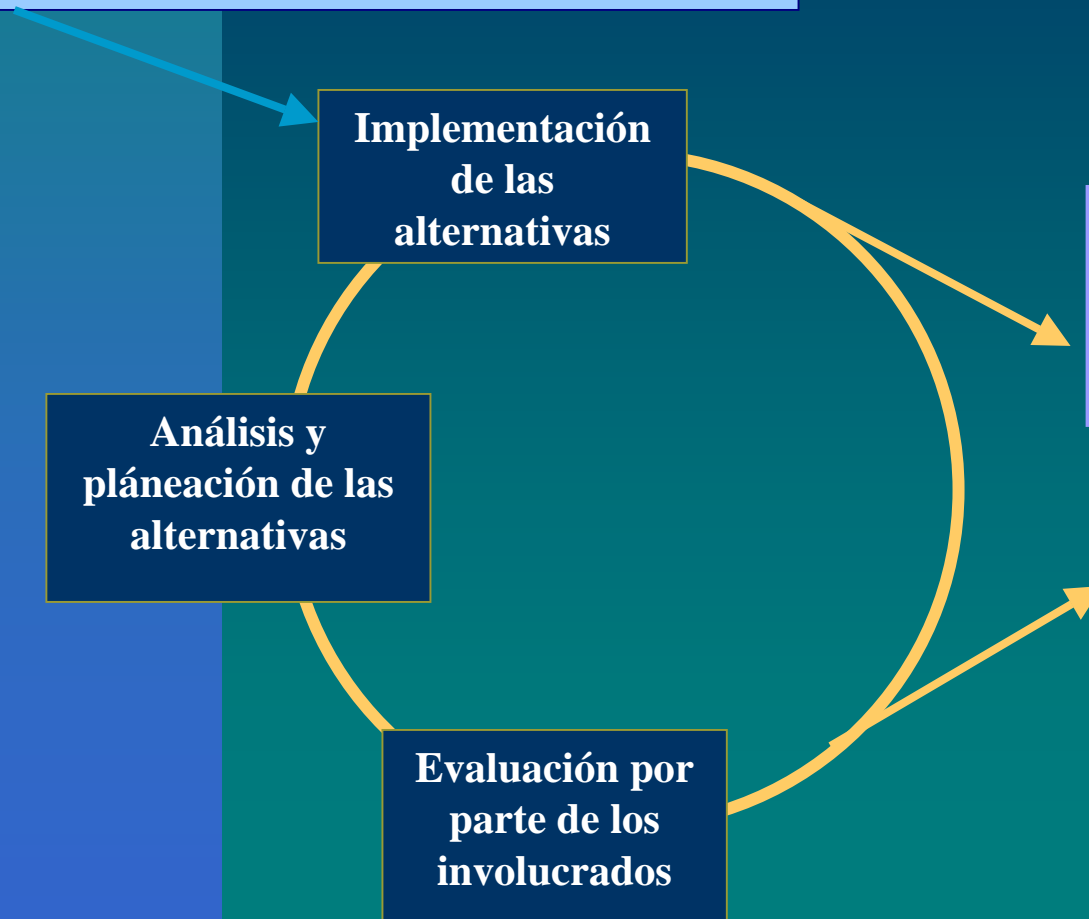 Implementación
de las
alternativas
Análisis y
pláneación de las
alternativas
Evaluación por
parte de los
involucrados